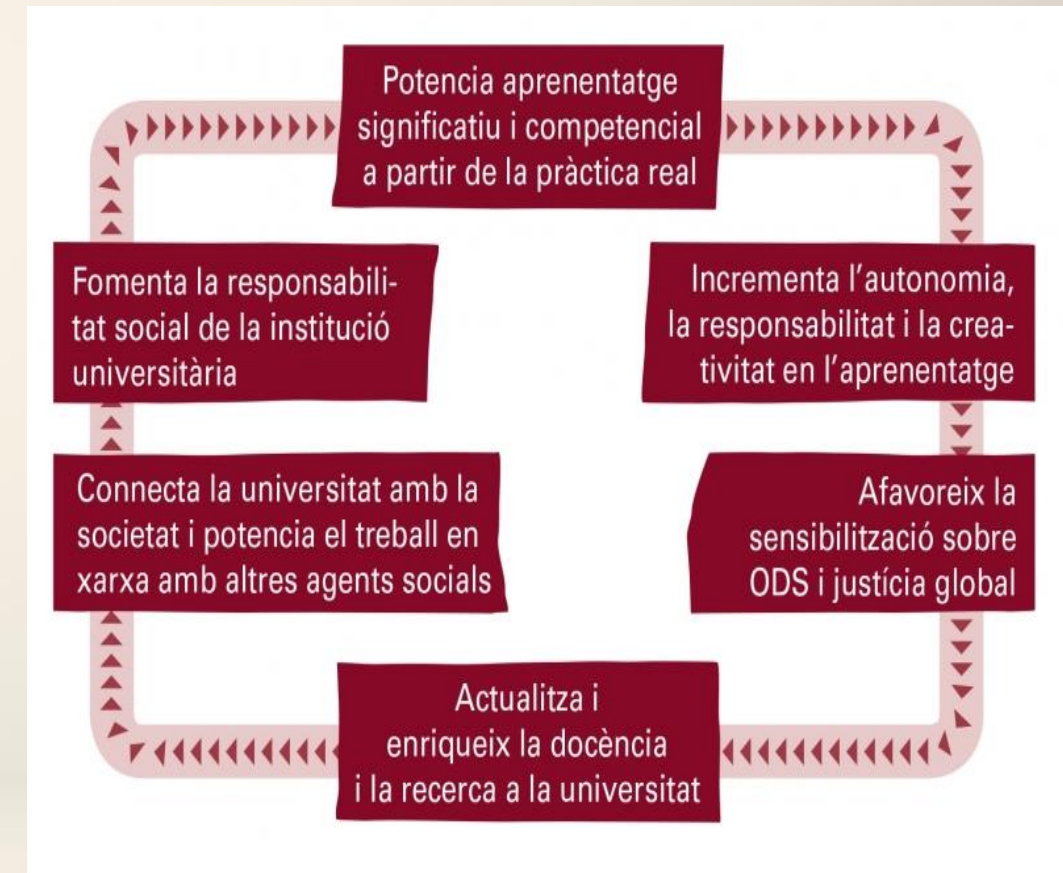 Potencia aprenentatge
significatiu i competencial
a partir de la pràctica real
Incrementa l’autonomia,
la responsabilitat i la crea-
tivitat en l’aprenentatge
Afavoreix la
sensibilització sobre
ODS i justícia global
Actualitza i
enriqueix la docència
i la recerca a la universitat
Connecta la universitat amb la
societat i potencia el treball en
xarxa amb altres agents socials
Fomenta la responsabili-
tat social de la institució
universitària